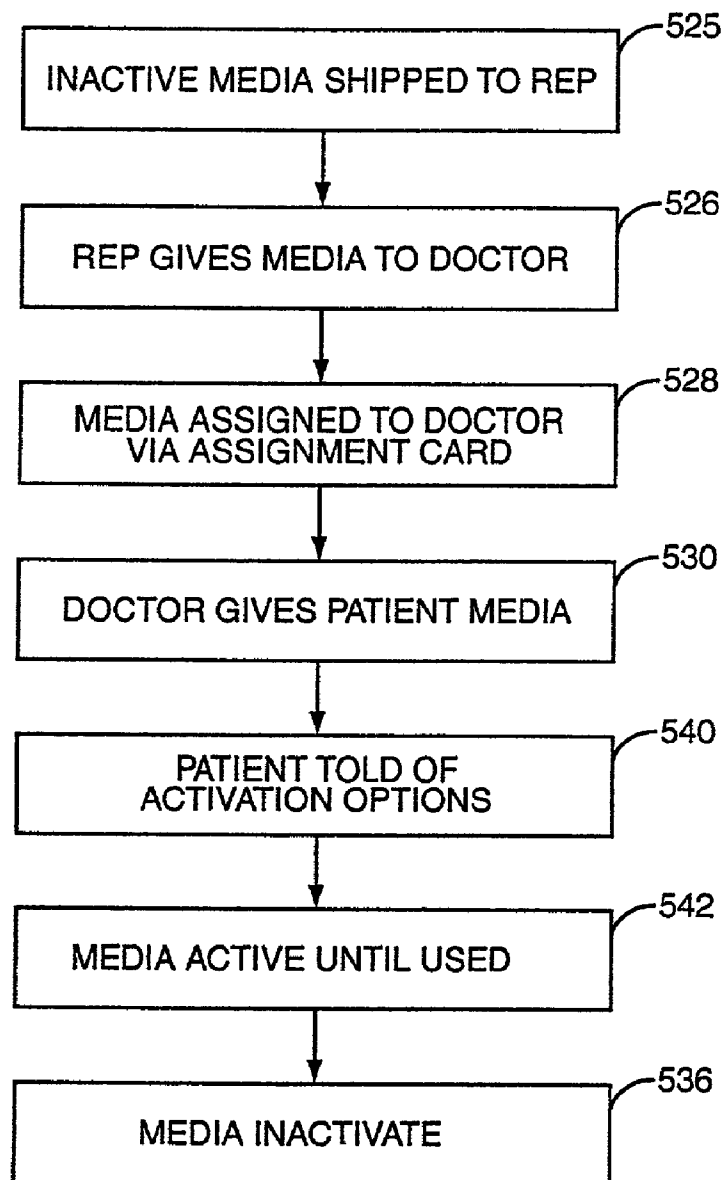 525
INACTIVE MEDIA SHIPPED TO REP
526
REP GIVES MEDIA TO DOCTOR
528
MEDIA ASSIGNED TO DOCTOR
VIA ASSIGNMENT CARD
530
DOCTOR GIVES PATIENT MEDIA
540
PATIENT TOLD OF
ACTIVATION OPTIONS
542
MEDIA ACTIVE UNTIL USED
536
MEDIA INACTIVATE